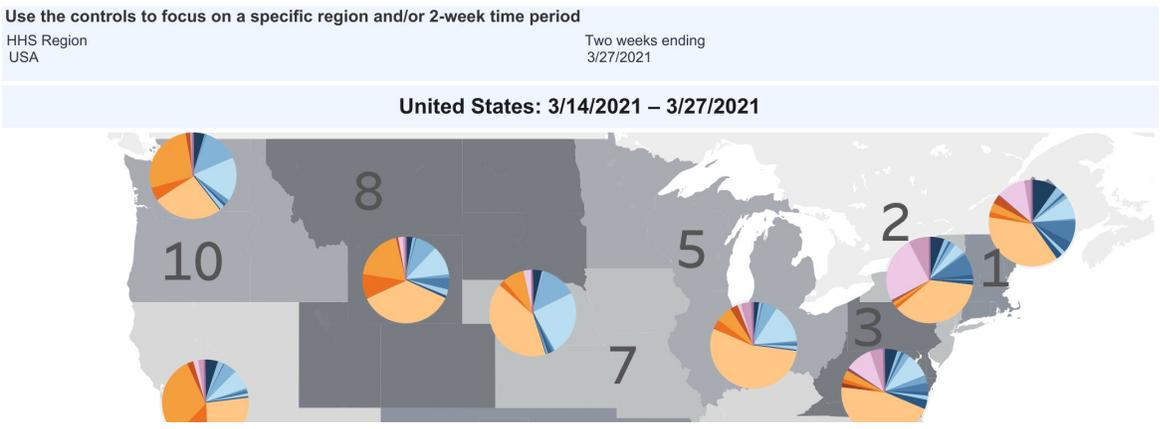 Use the controls to focus on a specific region and/or 2-week time period
HHS Region
Two weeks ending
USA
3/27/2021
United States: 3/14/2021 – 3/27/2021
8
2
5
10
1
3
7